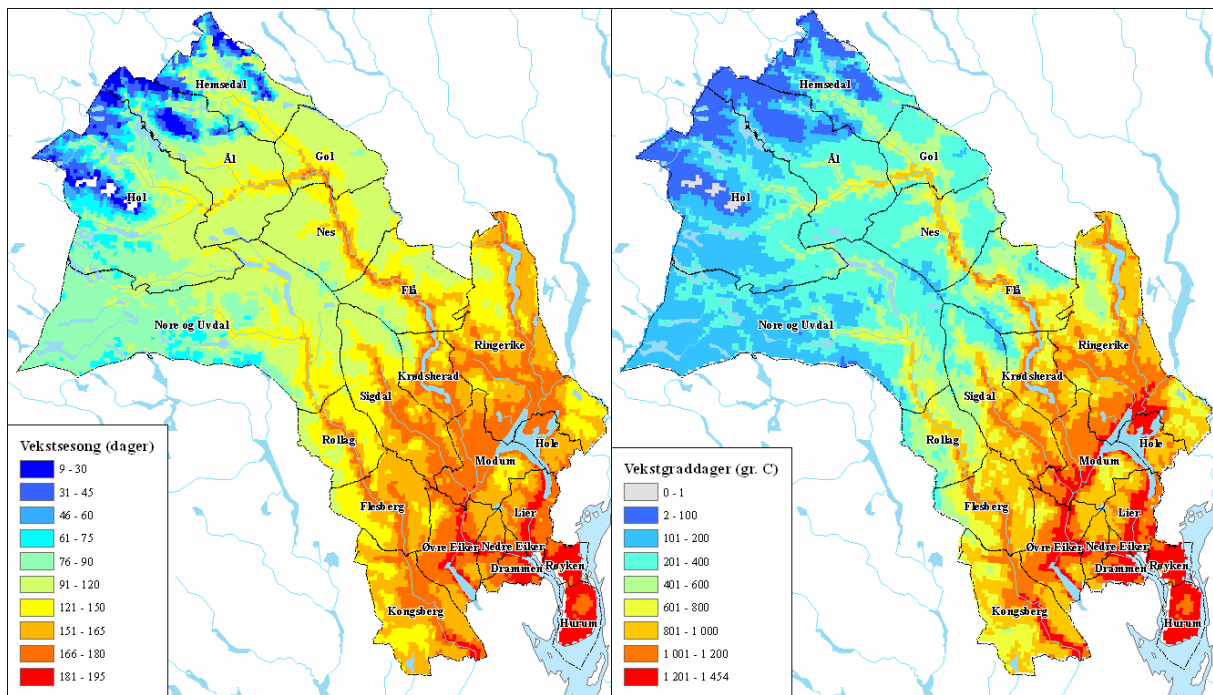 Hemsedal
Ål
Gol
Hol
Nes
Flå
Nore og Uvdal
Ringerike
Krødsherad
Sigdal
Rollag
Hole
Modum
Flesberg
Lier
Øvre Eiker
Nedre Eiker
Drammen
Røyken
Kongsberg
Hurum
Vekstsesong (dager)
9 - 30
31 - 45
46 - 60
61 - 75
76 - 90
91 - 120
121 - 150
151 - 165
166 - 180
181 - 195
Hemsedal
Ål
Gol
Hol
Nes
Flå
Nore og Uvdal
Ringerike
Krødsherad
Sigdal
Rollag
Hole
Modum
Flesberg
Lier
Øvre Eiker
Nedre Eiker
Drammen
Røyken
Kongsberg
Hurum
Vekstgraddager (gr. C)
0 - 1
2 - 100
101 - 200
201 - 400
401 - 600
601 - 800
801 - 1 000
1 001 - 1 200
1 201 - 1 454